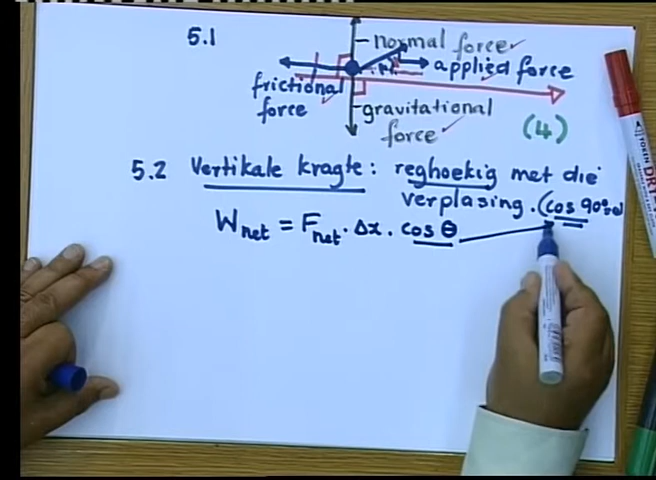 5.1
normal force
applied force
frictional force
gravitational force
(4)
5.2 Vertikale kragte: reghoekig met die
verplasing. (cos 90°=0)
Wnet = Fnet · Δx . cos θ